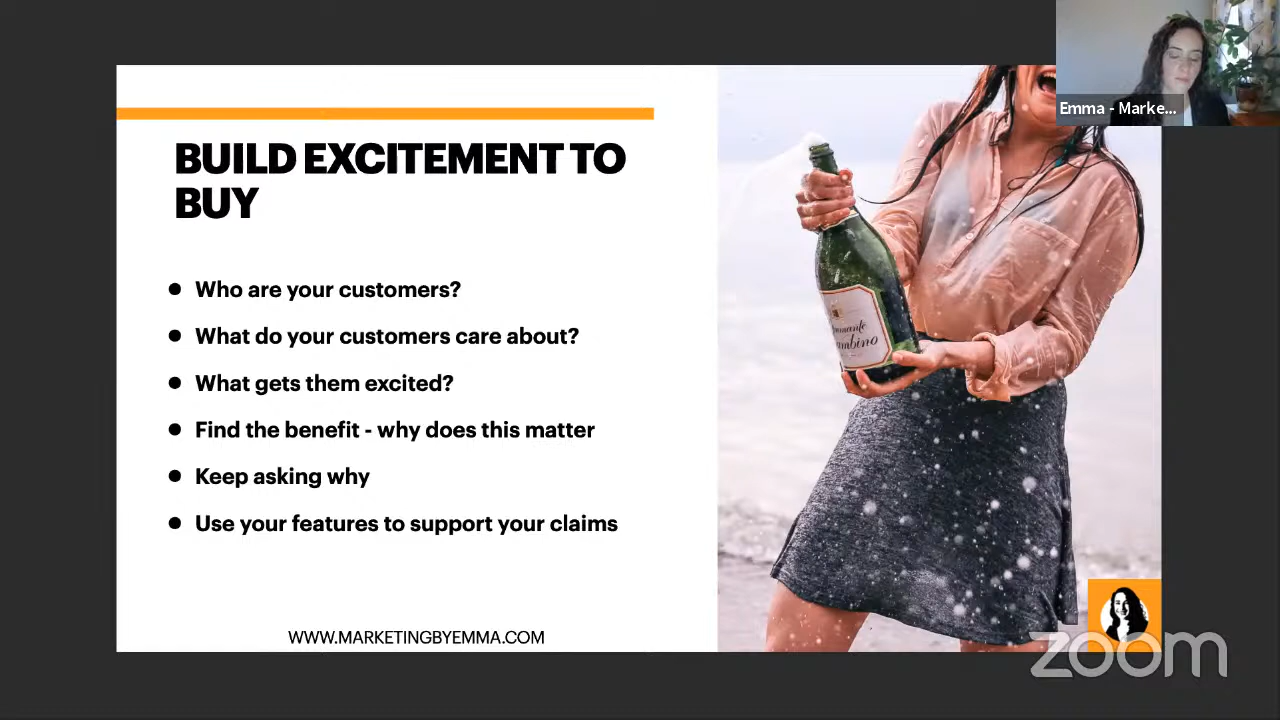 Emma - Marke...
BUILD EXCITEMENT TO
BUY
Who are your customers?
What do your customers care about?
What gets them excited?
Find the benefit - why does this matter
Keep asking why
Use your features to support your claims
WWW.MARKETINGBYEMMA.COM
zoom